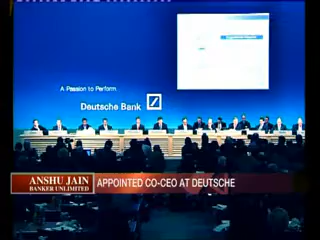 A Passion to Perform
Deutsche Bank
ANSHU JAIN
BANKER UNLIMITED
APPOINTED CO-CEO AT DEUTSCHE